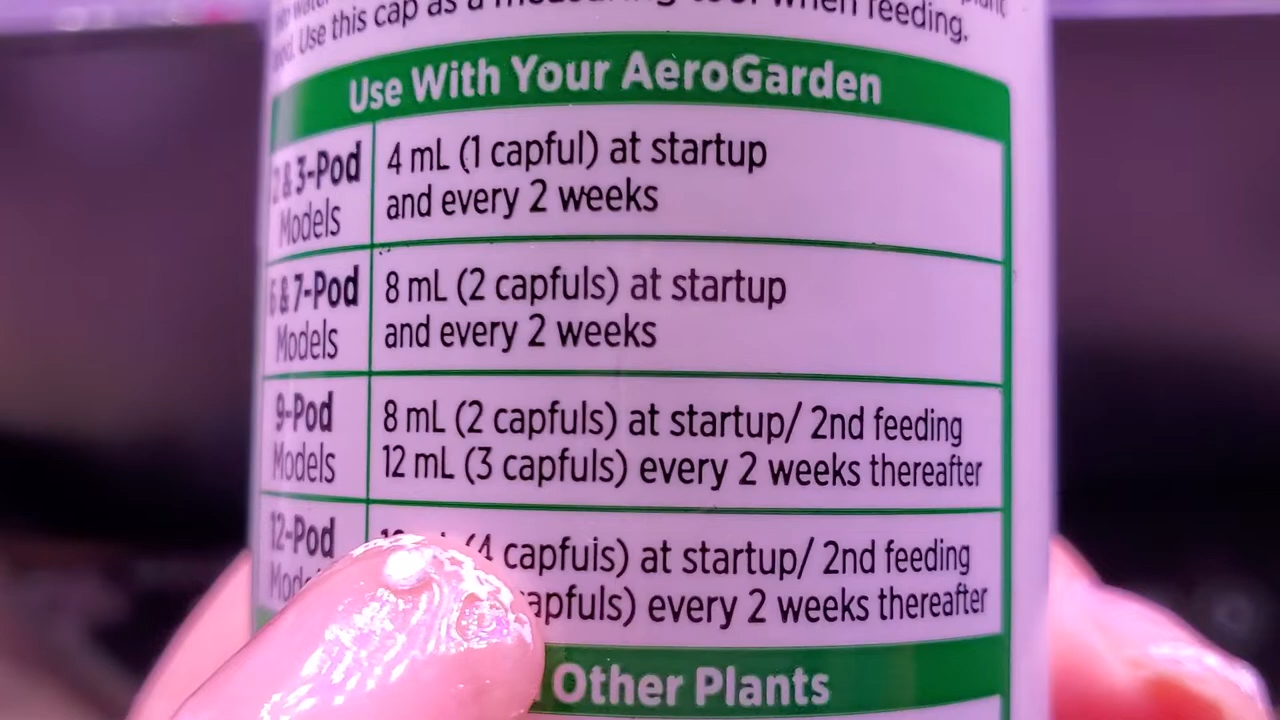 Use this cap as a measuring tool when feeding.
Use With Your AeroGarden
2 & 3-Pod
Models
4 mL (1 capful) at startup
and every 2 weeks
6 & 7-Pod
Models
8 mL (2 capfuls) at startup
and every 2 weeks
9-Pod
Models
8 mL (2 capfuls) at startup/ 2nd feeding
12 mL (3 capfuls) every 2 weeks thereafter
12-Pod
(4 capfuls) at startup/ 2nd feeding
every 2 weeks thereafter
Other Plants